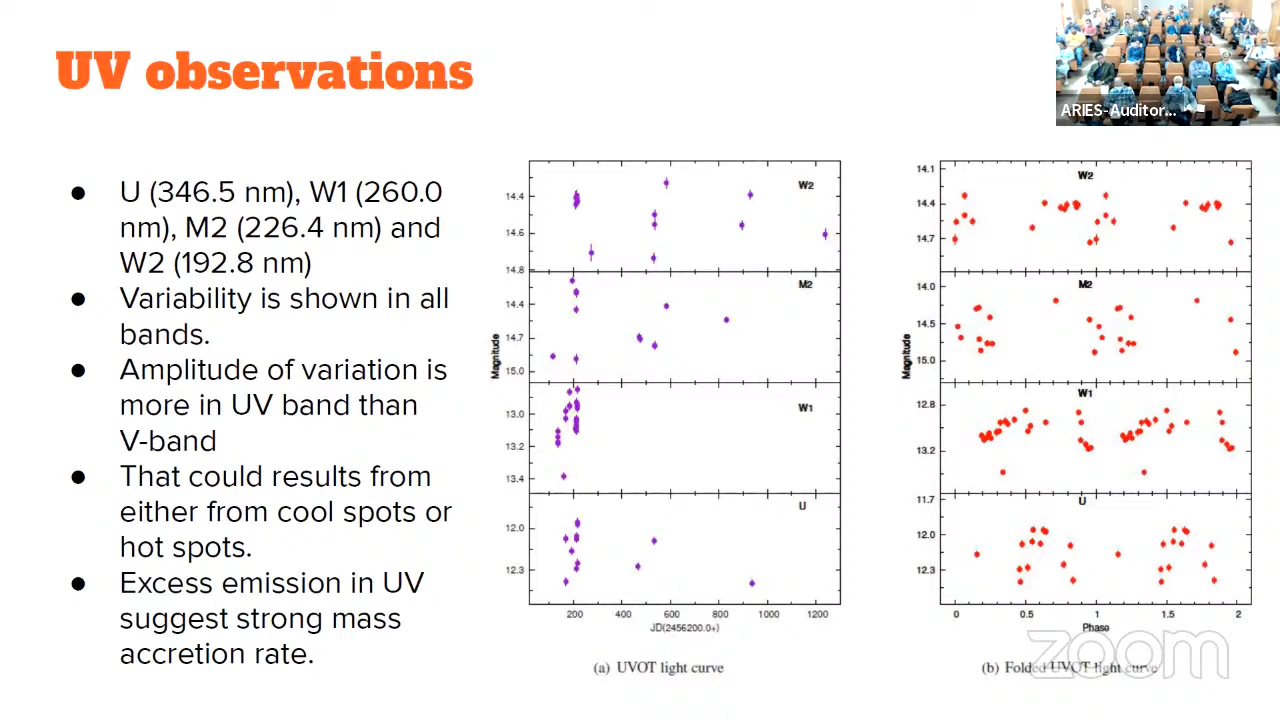 UV observations
ARIES-Auditor...
● U (346.5 nm), W1 (260.0
nm), M2 (226.4 nm) and
W2 (192.8 nm)
● Variability is shown in all
bands.
● Amplitude of variation is
more in UV band than
V-band
● That could results from
either from cool spots or
hot spots.
● Excess emission in UV
suggest strong mass
accretion rate.
W2
14.4
14.6
14.8
M2
14.4
14.7
15.0
W1
13.0
13.2
13.4
U
12.0
12.3
Magnitude
200 400 600 800 1000 1200
JD(2456200.0+)
(a) UVOT light curve
W2
14.1
14.4
14.7
M2
14.0
14.5
15.0
W1
12.8
13.2
U
11.7
12.0
12.3
Magnitude
0 0.5 1 1.5 2
Phase
(b) Folded UVOT light curve
zoom